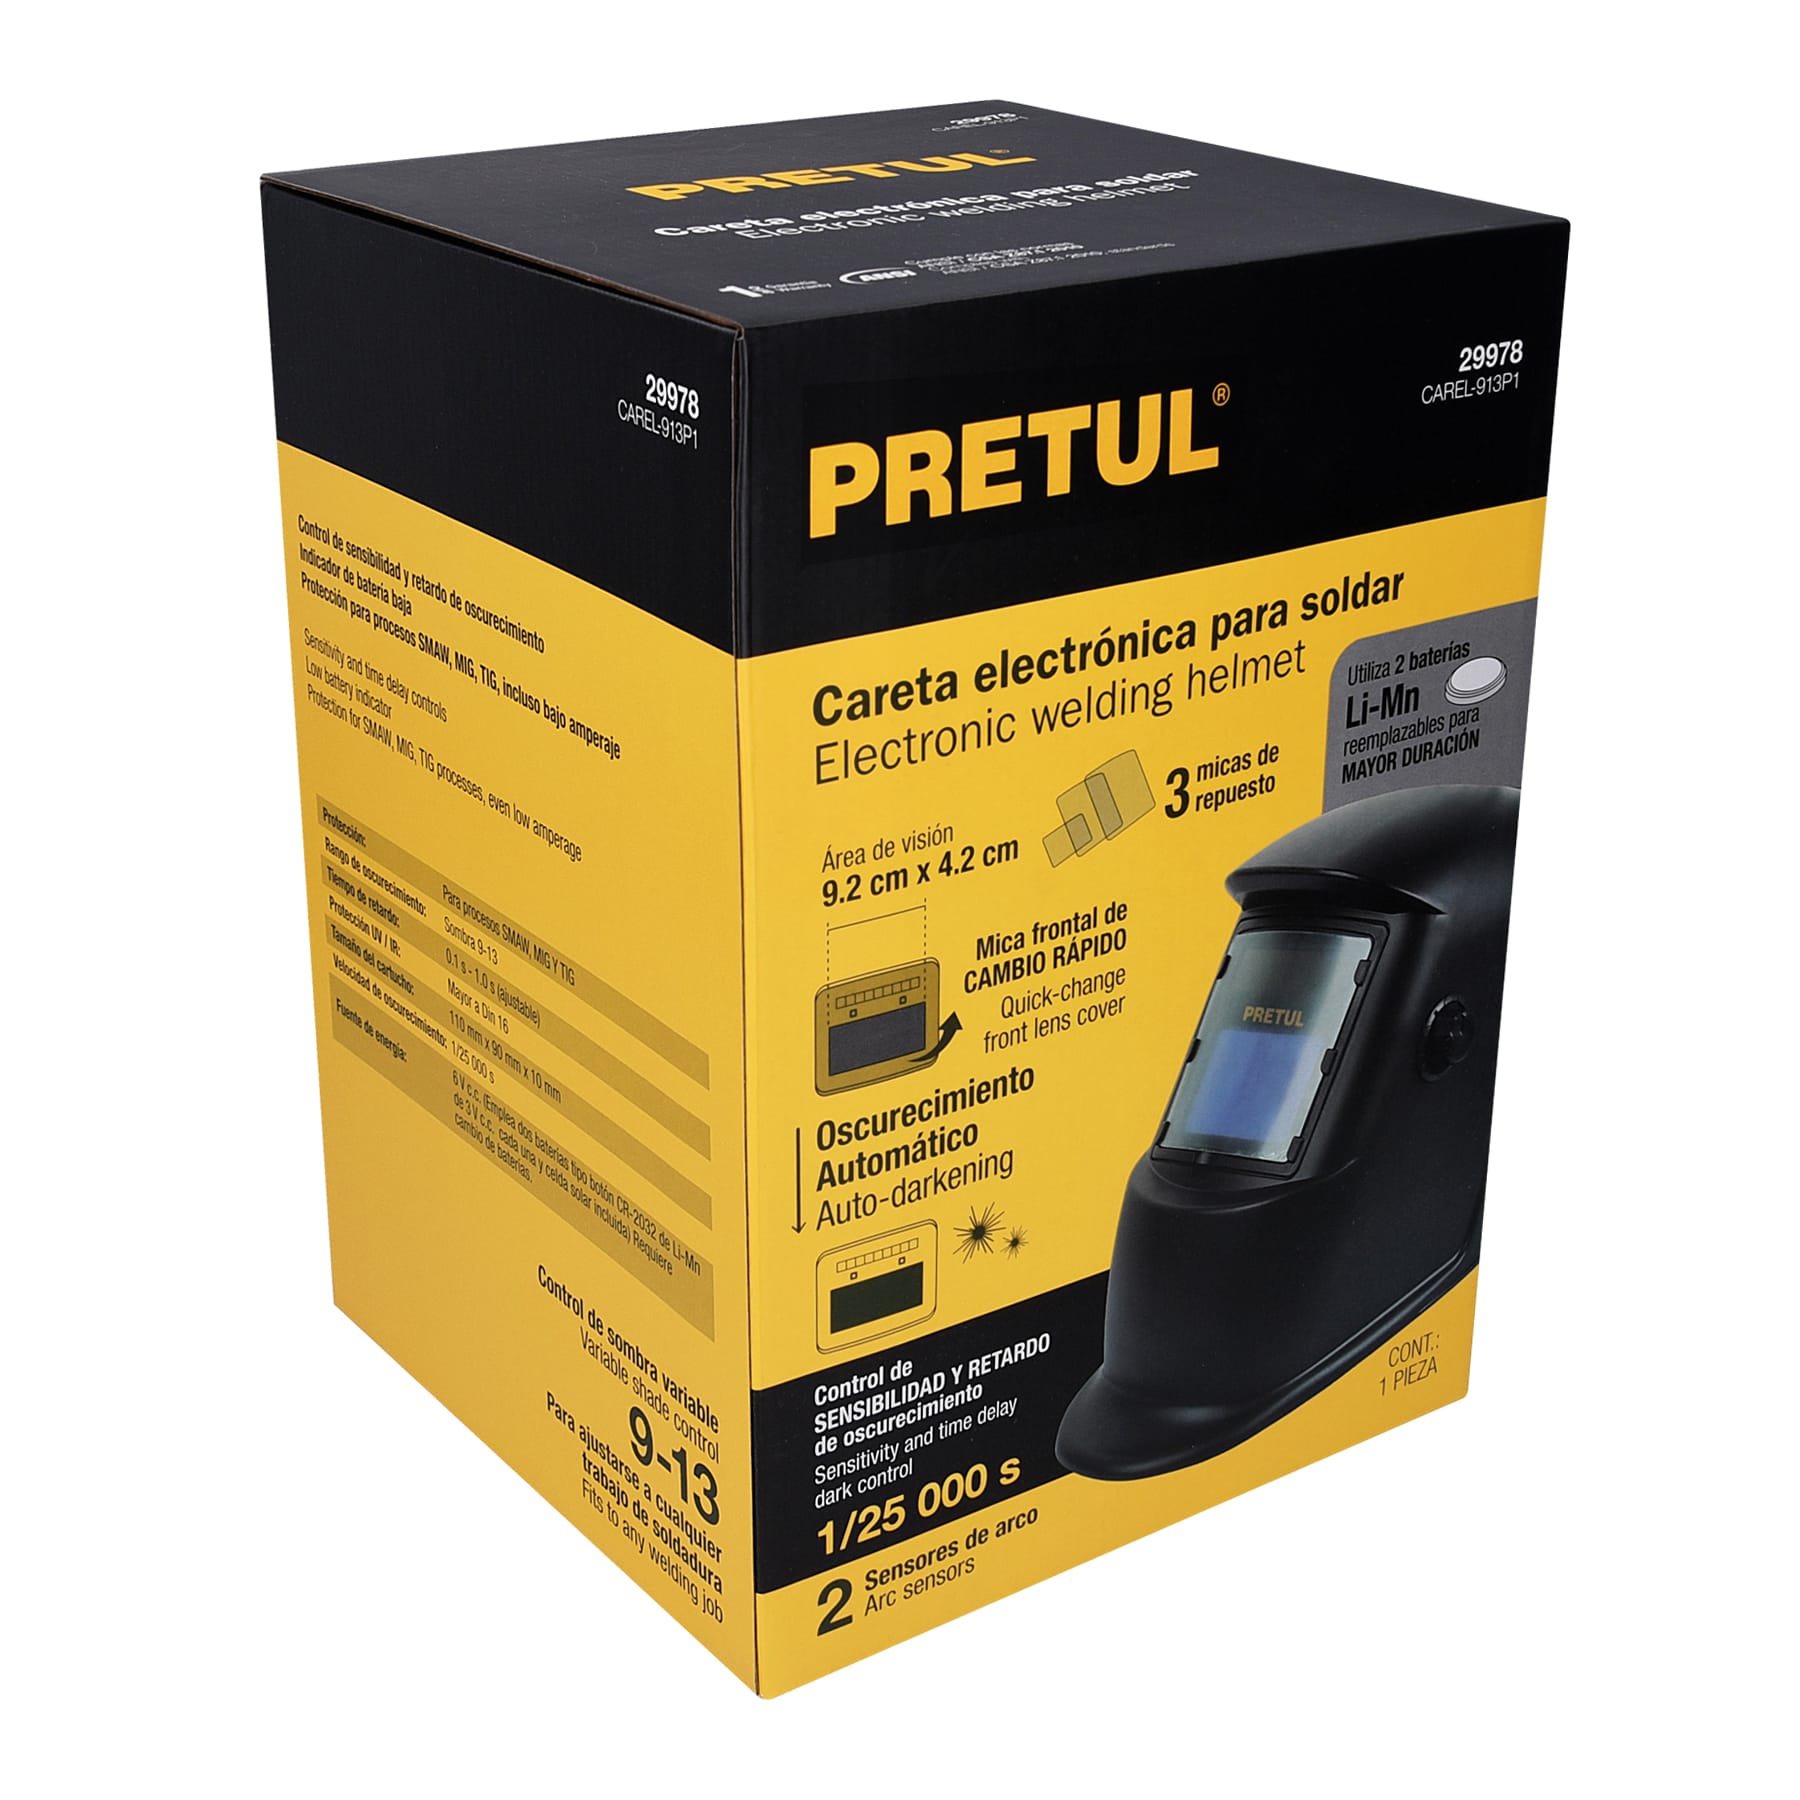 29978
CAREL-913P1
PRETUL®
Careta electrónica para soldar
Electronic welding helmet
Garantía
Warranty
ANSI
Cumple con las normas
29978
CAREL-913P1
Control de sensibilidad y retardo de oscurecimiento
Indicador de batería baja
Protección para procesos SMAW, MIG, TIG, incluso bajo amperaje
Sensitivity and time delay controls
Low battery indicator
Protection for SMAW, MIG, TIG processes, even low amperage
Protección: Para procesos SMAW, MIG Y TIG
Rango de oscurecimiento: Sombra 9-13
Tiempo de retardo: 0.1 s - 1.0 s (ajustable)
Protección UV / IR: Mayor a Din 16
Tamaño del cartucho: 110 mm x 90 mm x 10 mm
Velocidad de oscurecimiento: 1/25 000 s
Fuente de energía: 6 V c.c. (Emplea dos baterías tipo botón CR-2032 de Li-Mn
de 3 V c.c. cada una y celda solar incluida) Requiere
cambio de baterías.
Control de sombra variable
Variable shade control
9-13
Para ajustarse a cualquier
trabajo de soldadura
Fits to any welding job
29978
CAREL-913P1
PRETUL®
Careta electrónica para soldar
Electronic welding helmet
Utiliza 2 baterías
Li-Mn
reemplazables para
MAYOR DURACIÓN
3 micas de
repuesto
Área de visión
9.2 cm x 4.2 cm
Mica frontal de
CAMBIO RÁPIDO
Quick-change
front lens cover
PRETUL
Oscurecimiento
Automático
Auto-darkening
Control de
SENSIBILIDAD Y RETARDO
de oscurecimiento
Sensitivity and time delay
dark control
1/25 000 s
2 Sensores de arco
Arc sensors
CONT.:
1 PIEZA